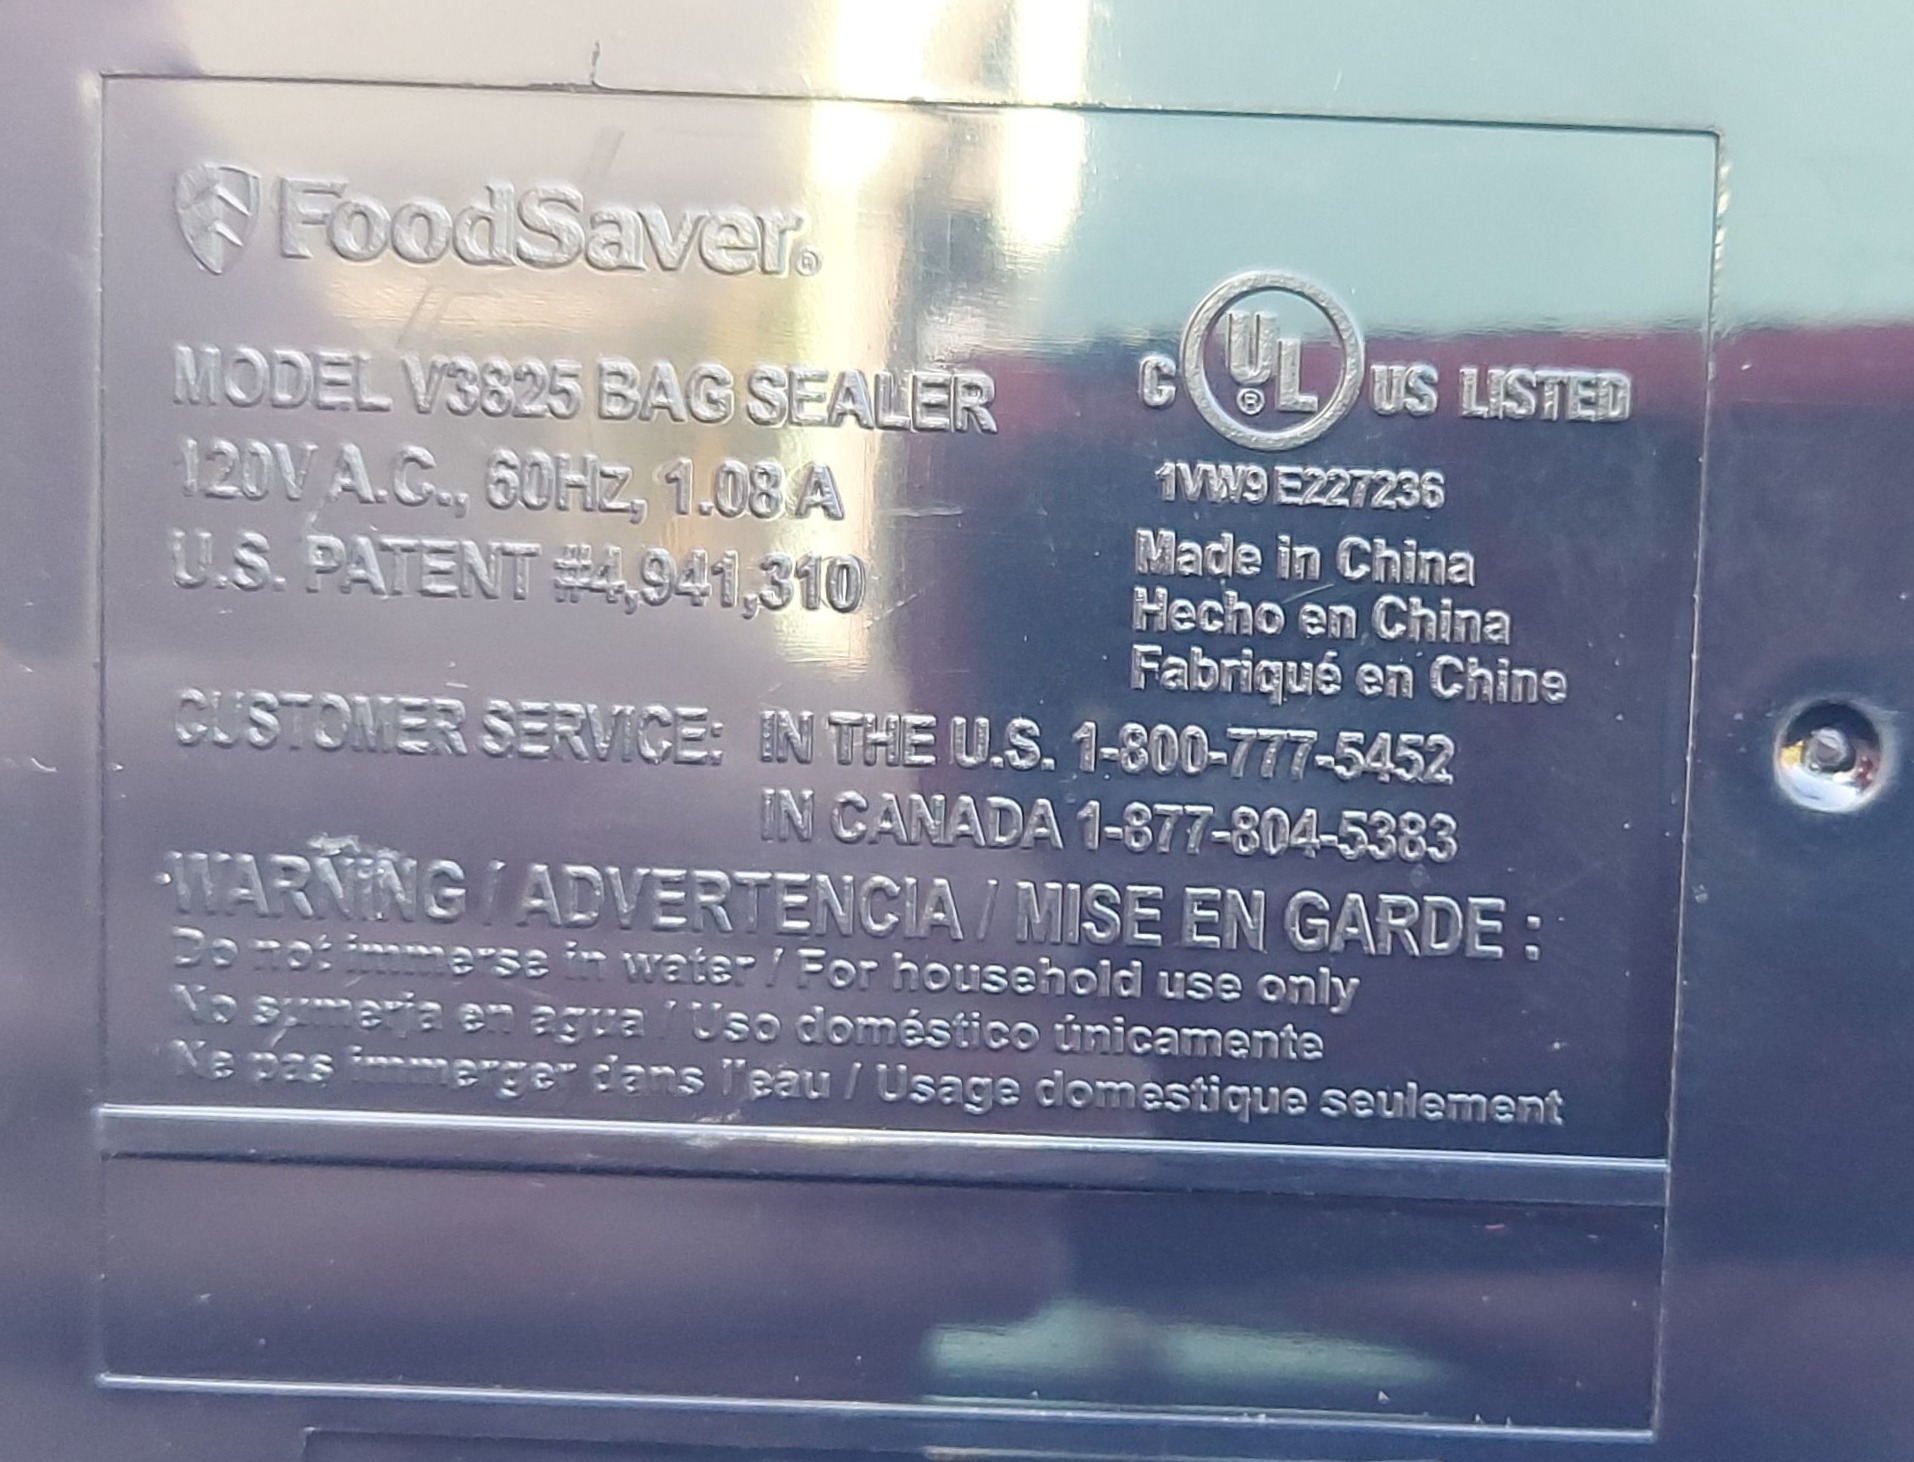 FoodSaver®
MODEL V3825 BAG SEALER
120V A.C., 60Hz, 1.08 A
U.S. PATENT #4,941,310
C UL® US LISTED
1VW9 E227236
Made in China
Hecho en China
Fabriqué en Chine
CUSTOMER SERVICE: IN THE U.S. 1-800-777-5452
IN CANADA 1-877-804-5383
WARNING / ADVERTENCIA / MISE EN GARDE :
Do not immerse in water / For household use only
No sumerja en agua / Uso doméstico únicamente
Ne pas immerger dans l'eau / Usage domestique seulement